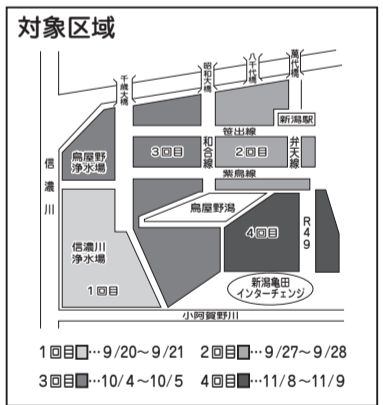 対象区域
千歳大橋
昭和大橋
八千代橋
萬代橋
新潟駅
笹出線
鳥屋野
浄水場
3回目
和合線
2回目
弁天線
紫鳥線
信濃川
鳥屋野潟
R49
4回目
信濃川
浄水場
1回目
新潟亀田
インターチェンジ
小阿賀野川
1回目…9/20～9/21 2回目…9/27～9/28
3回目…10/4～10/5 4回目…11/8～11/9